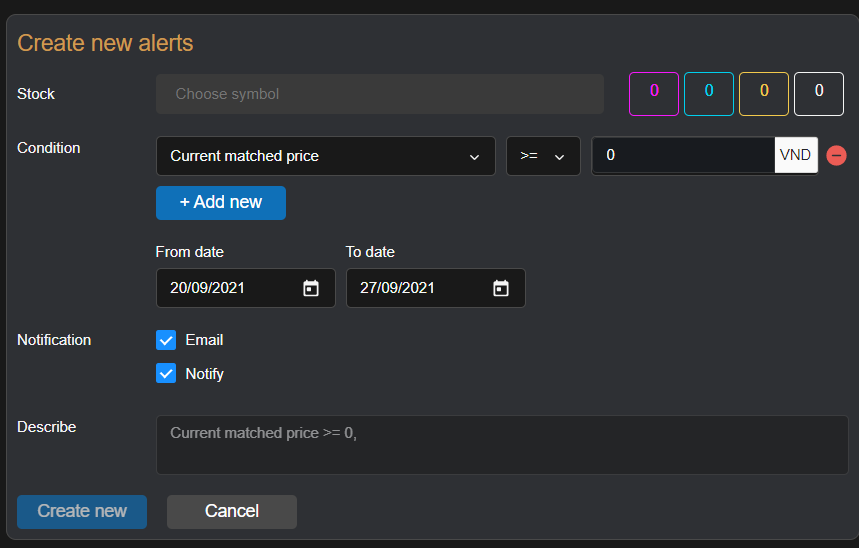 Create new alerts
Stock Choose symbol 0 0 0 0
Condition Current matched price >= 0 VND
+ Add new
From date To date
20/09/2021 27/09/2021
Notification Email
Notify
Describe Current matched price >= 0,
Create new Cancel